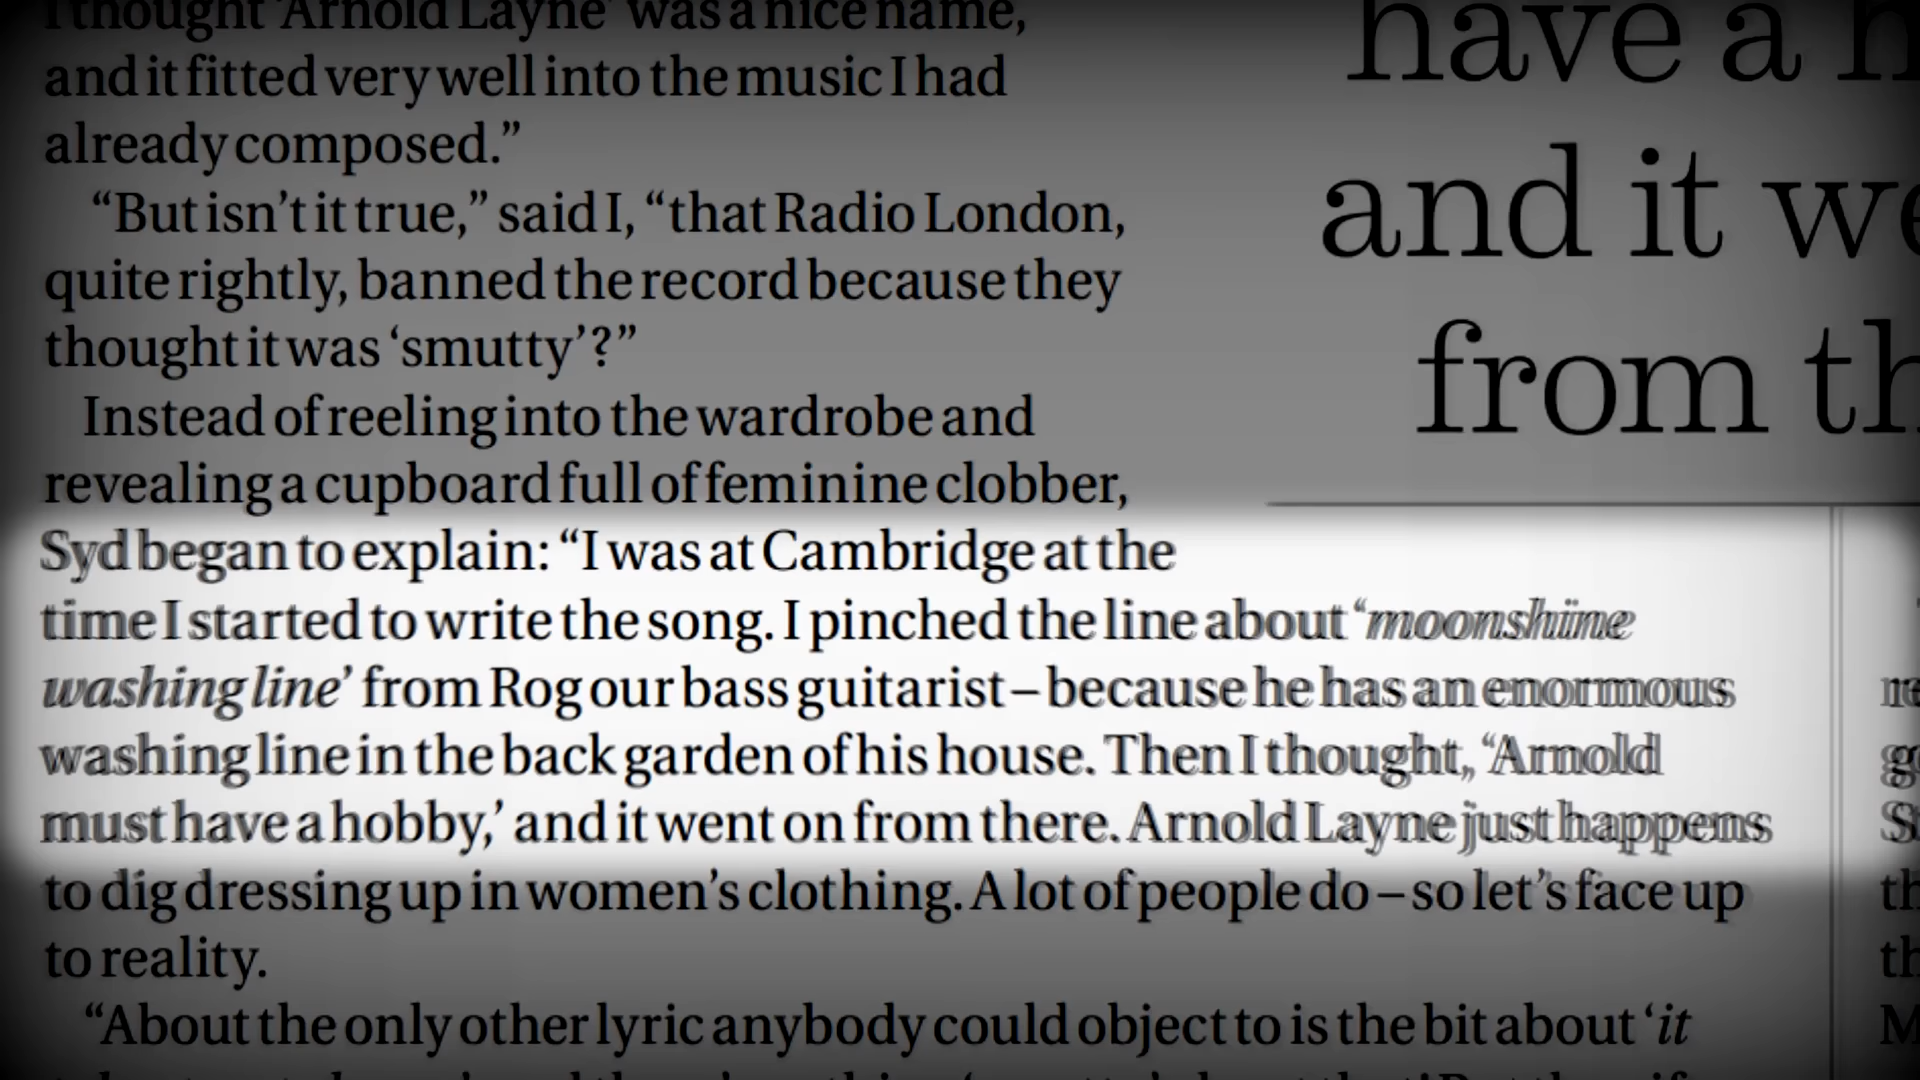 I thought ‘Arnold Layne’ was a nice name,
and it fitted very well into the music I had
already composed.”
“But isn’t it true,” said I, “that Radio London,
quite rightly, banned the record because they
thought it was ‘smutty’?”
Instead of reeling into the wardrobe and
revealing a cupboard full of feminine clobber,
Syd began to explain: “I was at Cambridge at the
time I started to write the song. I pinched the line about ‘moonshine
washing line’ from Rog our bass guitarist – because he has an enormous
washing line in the back garden of his house. Then I thought, ‘Arnold
must have a hobby,’ and it went on from there. Arnold Layne just happens
to dig dressing up in women’s clothing. A lot of people do – so let’s face up
to reality.
“About the only other lyric anybody could object to is the bit about ‘it
have a h
and it we
from th